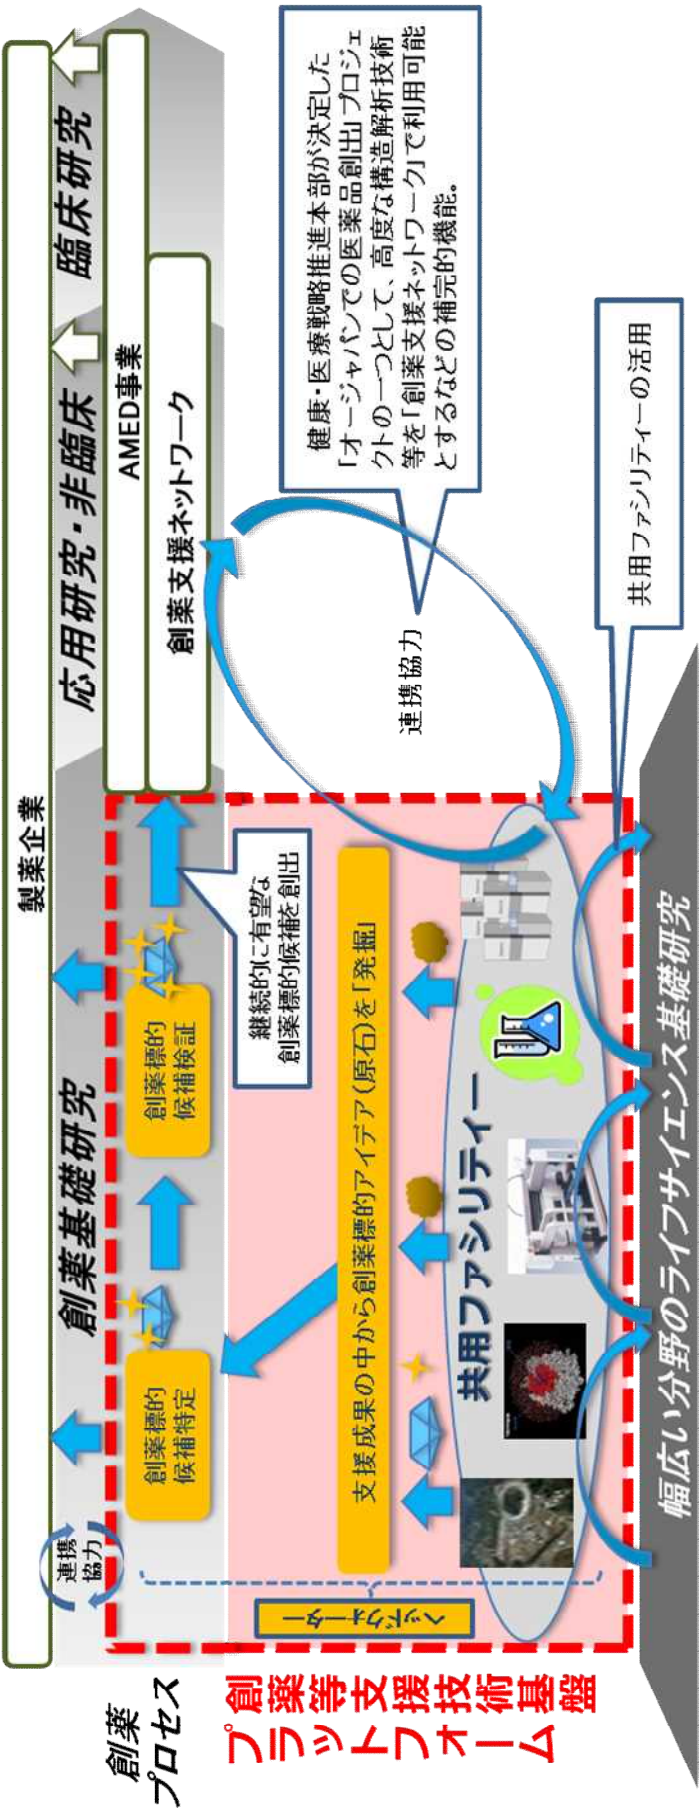 製薬企業
創薬
プロセス
創薬基礎研究
応用研究・非臨床
臨床研究
連携
協力
AMED事業
創薬支援ネットワーク
創薬標的
候補特定
創薬標的
候補検証
継続的に有望な
創薬標的候補を創出
創薬等支援技術基盤
プラットフォーム
ヘッドクォーター
支援成果の中から創薬標的アイデア(原石)を「発掘」
共用ファシリティー
連携協力
健康・医療戦略推進本部が決定した
「オージャパンでの医薬品創出」プロジェ
クトの一つとして、高度な構造解析技術
等を「創薬支援ネットワーク」で利用可能
とするなどの補完的機能。
共用ファシリティーの活用
幅広い分野のライフサイエンス基礎研究